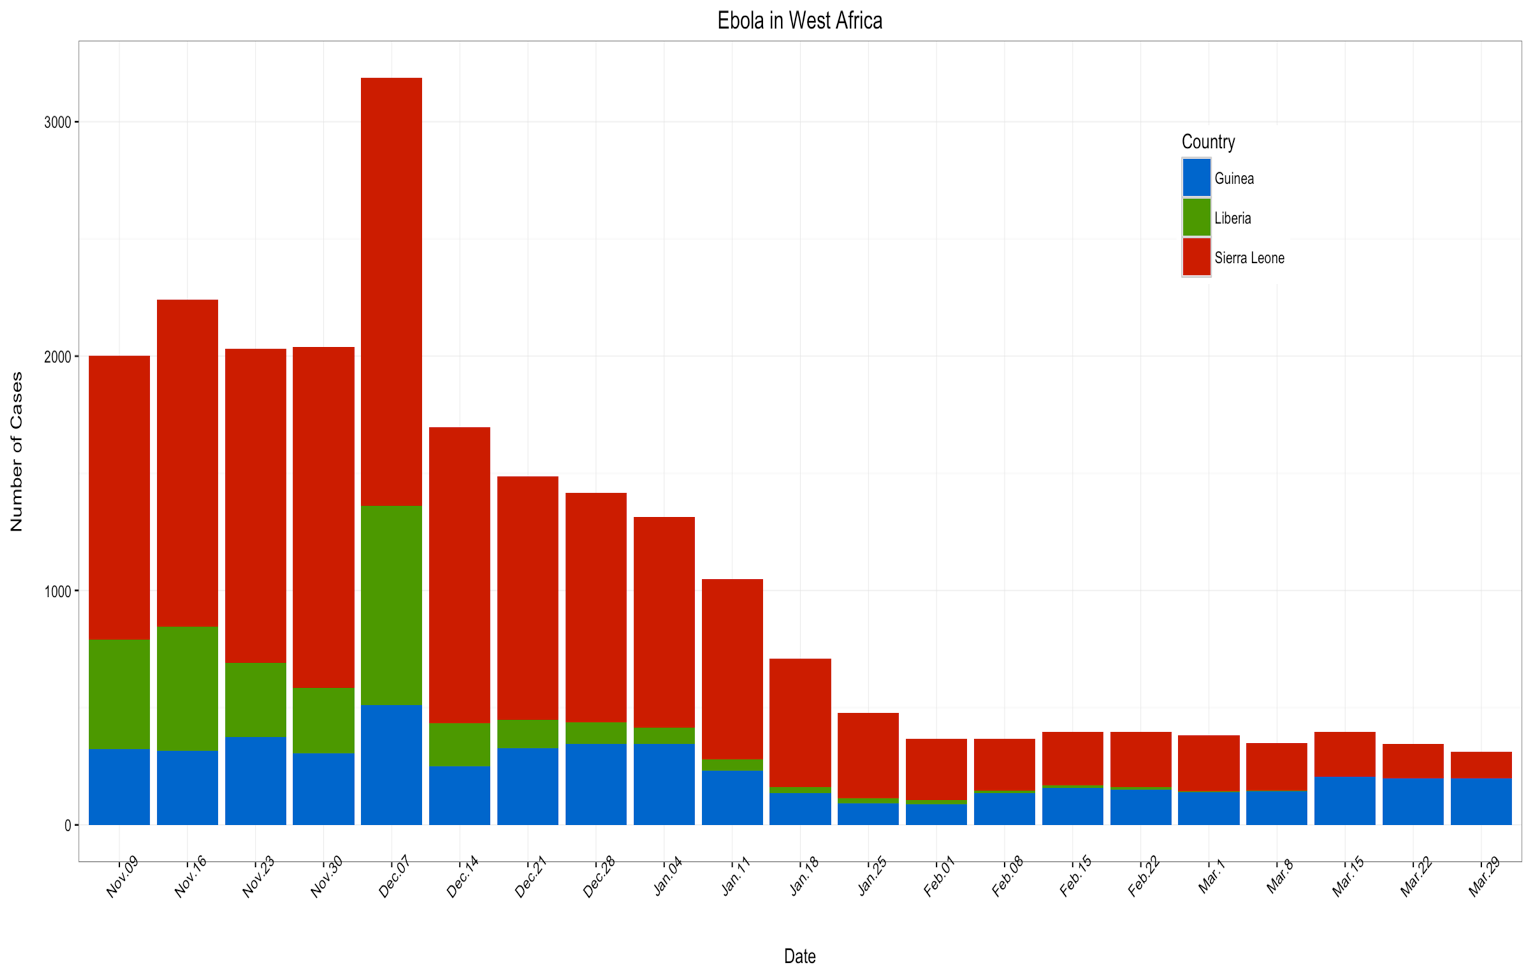 Ebola in West Africa
Number of Cases
3000
2000
1000
0
Country
Guinea
Liberia
Sierra Leone
Nov.09
Nov.16
Nov.23
Nov.30
Dec.07
Dec.14
Dec.21
Dec.28
Jan.04
Jan.11
Jan.18
Jan.25
Feb.01
Feb.08
Feb.15
Feb.22
Mar.1
Mar.8
Mar.15
Mar.22
Mar.29
Date